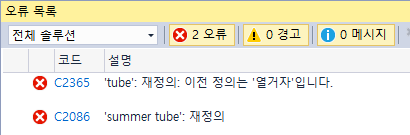 오류 목록
전체 솔루션 2 오류 0 경고 0 메시지
코드 설명
C2365 'tube': 재정의: 이전 정의는 '열거자'입니다.
C2086 'summer tube': 재정의